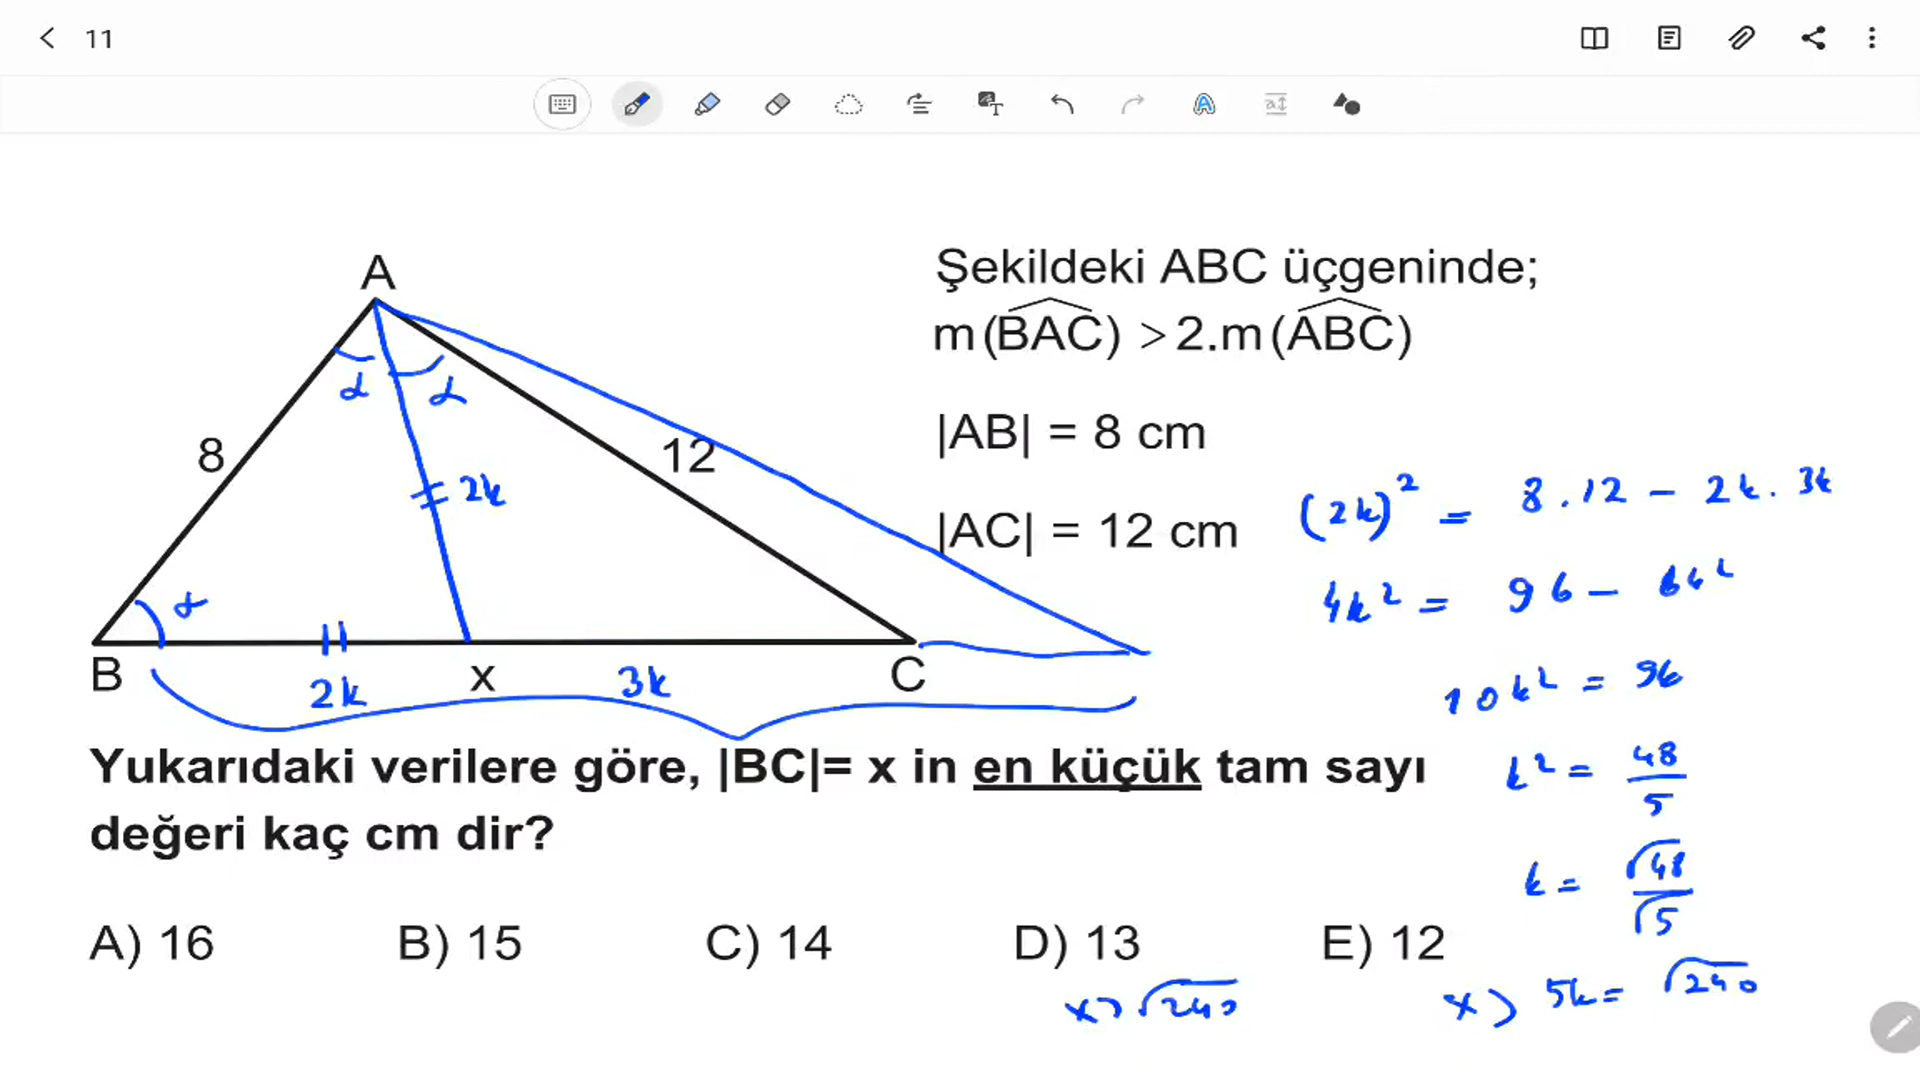 11
A
Şekildeki ABC üçgeninde;
m(BAC) > 2.m(ABC)
α α
8
12
|AB| = 8 cm
2k
|AC| = 12 cm
(2k)² = 8.12 - 2k.3k
α
4k² = 96 - 6k²
B
x
C
2k
3k
10k² = 96
Yukarıdaki verilere göre, |BC|= x in en küçük tam sayı
değeri kaç cm dir?
k² = 48/5
k = √48/√5
A) 16 B) 15 C) 14 D) 13 E) 12
x > √240
x > 5k = √240